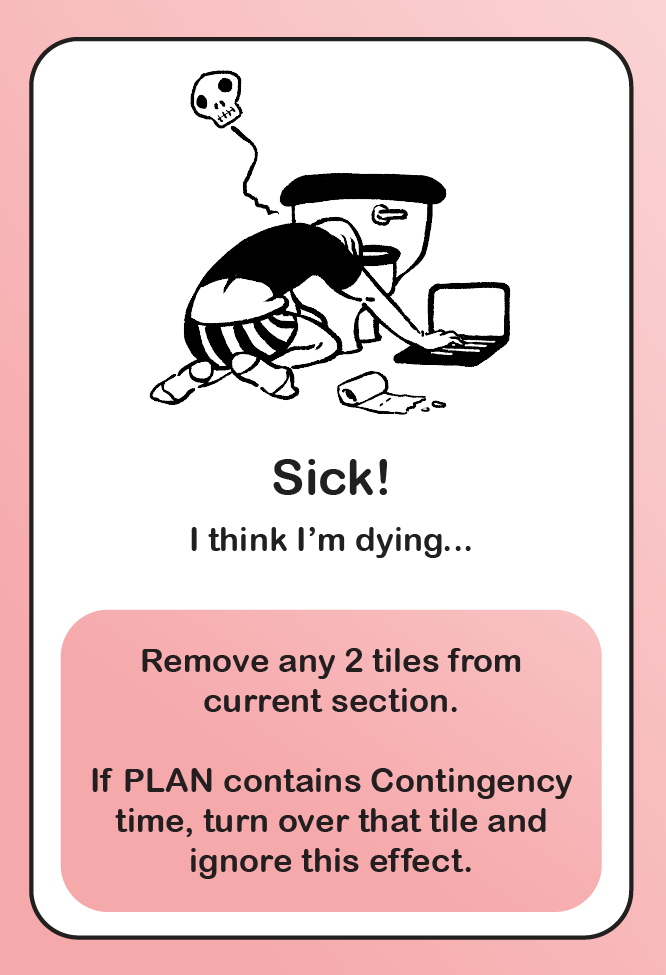 Sick!
I think I’m dying...
Remove any 2 tiles from
current section.
If PLAN contains Contingency
time, turn over that tile and
ignore this effect.